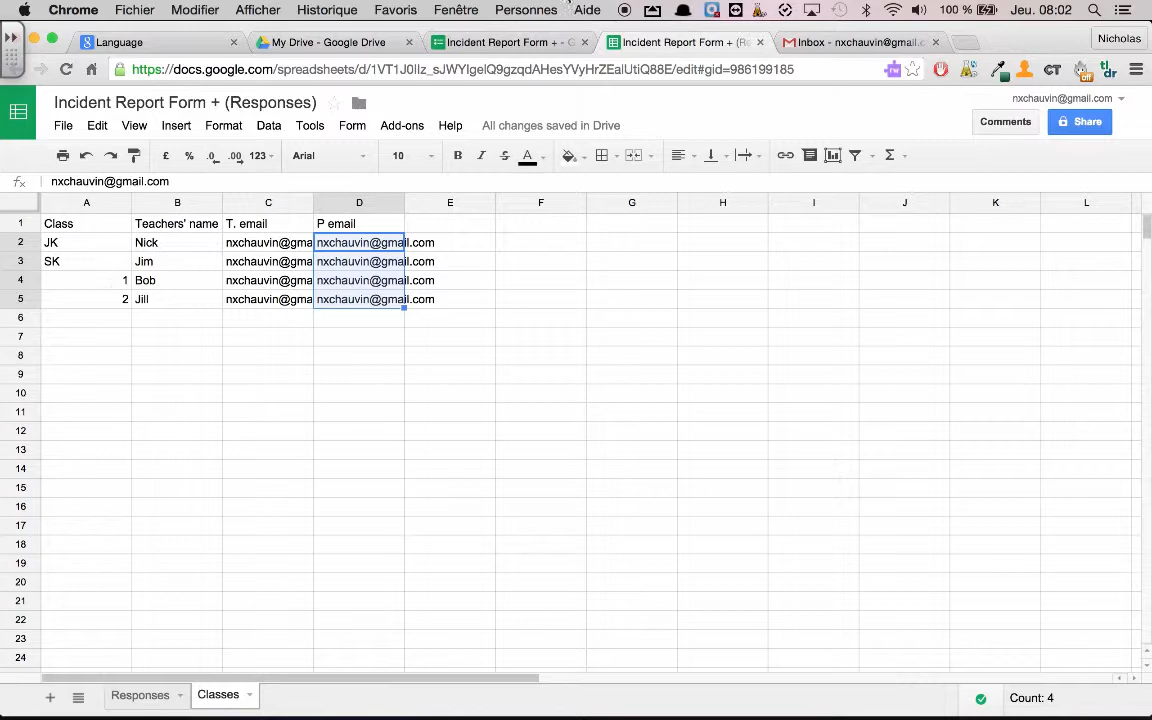 Chrome Fichier Modifier Afficher Historique Favoris Fenêtre Personnes Aide 100 % Jeu. 08:02
Language My Drive - Google Drive Incident Report Form + - G Incident Report Form + (Re Inbox - nxchauvin@gmail.c Nicholas
https://docs.google.com/spreadsheets/d/1VT1J0lIz_sJWYIgelQ9gzqdAHesYVyHrZEalUtiQ88E/edit#gid=986199185
Incident Report Form + (Responses) nxchauvin@gmail.com
File Edit View Insert Format Data Tools Form Add-ons Help All changes saved in Drive Comments Share
£ % .0 .00 123 Arial 10 B I S A Σ
fx nxchauvin@gmail.com
A B C D E F G H I J K L
1 Class Teachers' name T. email P email
2 JK Nick nxchauvin@gma nxchauvin@gmail.com
3 SK Jim nxchauvin@gma nxchauvin@gmail.com
4 1 Bob nxchauvin@gma nxchauvin@gmail.com
5 2 Jill nxchauvin@gma nxchauvin@gmail.com
6
7
8
9
10
11
12
13
14
15
16
17
18
19
20
21
22
23
24
Responses Classes Count: 4